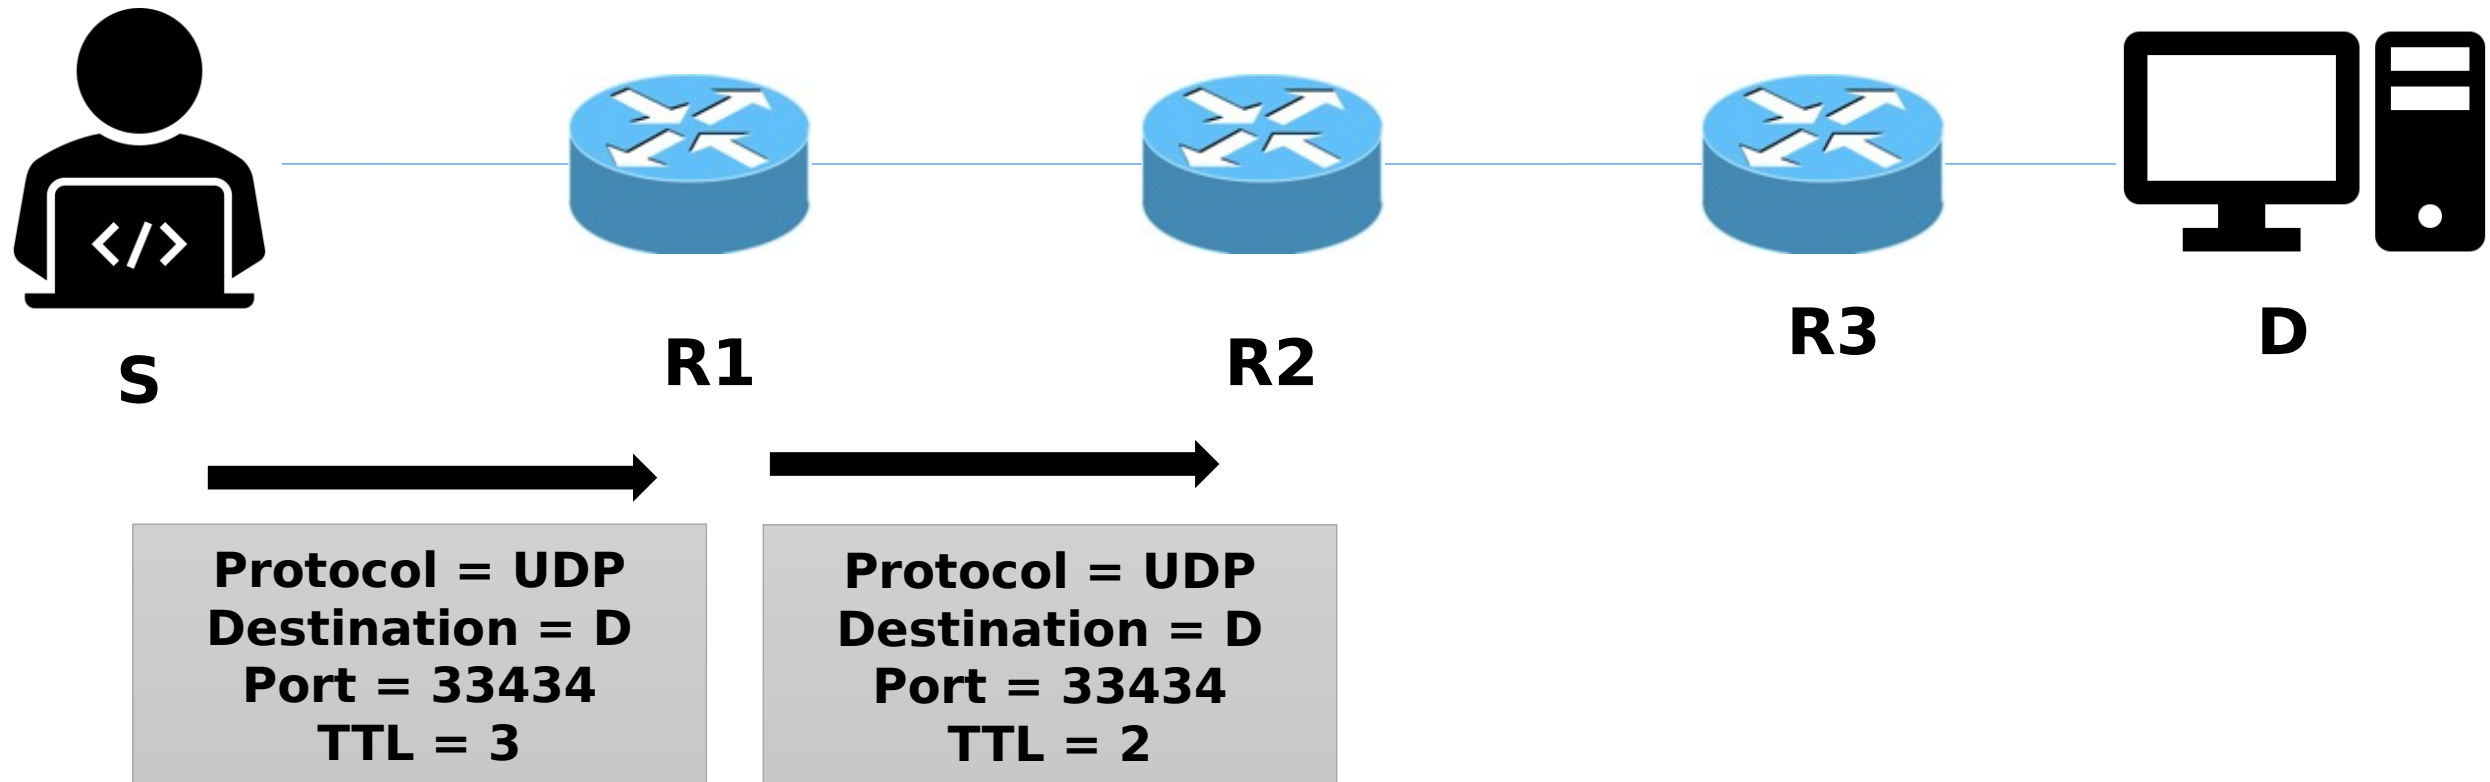 </>
S
R1
R2
R3
D
Protocol = UDP
Destination = D
Port = 33434
TTL = 3
Protocol = UDP
Destination = D
Port = 33434
TTL = 2